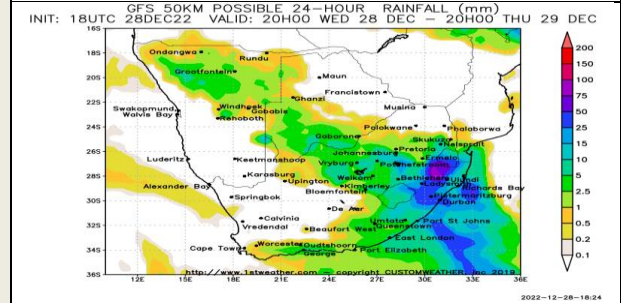 GFS 50KM POSSIBLE 24-HOUR RAINFALL (mm)
INIT: 18UTC 28DEC22 VALID: 20H00 WED 28 DEC - 20H00 THU 29 DEC
16S
Ondangwa
Rundu
200
Grootfontein
150
20S
Maun
100
Francistown
75
22S
Ghanzi
Musina
50
Swakopmund
Windhoek
Gobabis
Walvis Bay
Rehoboth
25
24S
Polokwane
Phalaborwa
15
Gaborone
Skukuza
Nelspruit
26S
Johannesburg
Pretoria
10
Luderitz
Keetmanshoop
Vryburg
Potchefstroom
Ermelo
5
28S
Karasburg
Welkom
Bethlehem
Ulundi
2.5
Alexander Bay
Upington
Kimberley
Ladysmith
Richards Bay
Bloemfontein
Pietermaritzburg
1
30S
Springbok
Durban
De Aar
0.5
Calvinia
Umtata
Port St Johns
32S
Vredendal
Beaufort West
Queenstown
0.2
East London
34S
Cape Town
Worcester
Oudtshoorn
Port Elizabeth
0.1
George
http://www.1stweather.com - copyright CUSTOMWEATHER, Inc 2019
36S
12E 15E 18E 21E 24E 27E 30E 33E 36E
2022-12-28-18:24